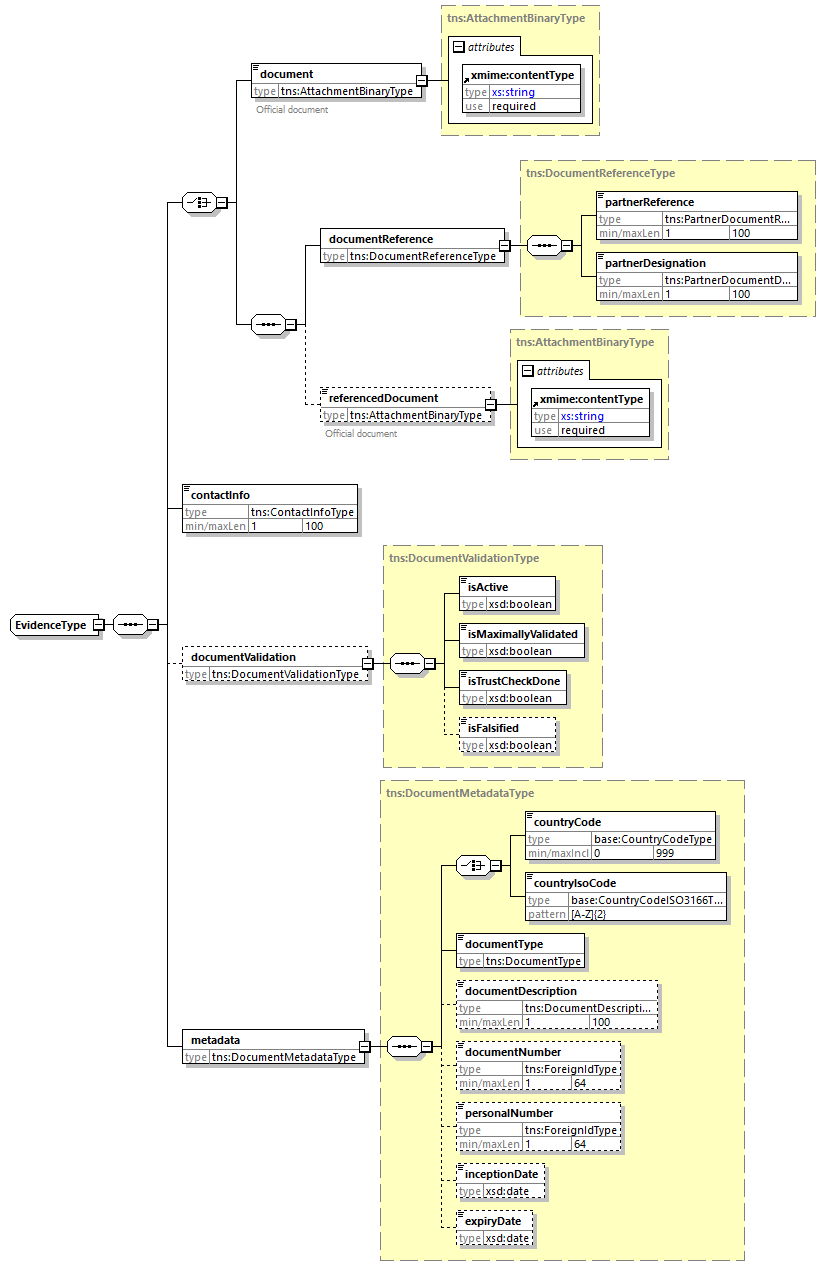 tns:AttachmentBinaryType
attributes
document
type tns:AttachmentBinaryType
Official document
xmime:contentType
type xs:string
use required
tns:DocumentReferenceType
documentReference
type tns:DocumentReferenceType
partnerReference
type tns:PartnerDocumentR...
min/maxLen 1 100
partnerDesignation
type tns:PartnerDocumentD...
min/maxLen 1 100
tns:AttachmentBinaryType
attributes
referencedDocument
type tns:AttachmentBinaryType
Official document
xmime:contentType
type xs:string
use required
contactInfo
type tns:ContactInfoType
min/maxLen 1 100
EvidenceType
tns:DocumentValidationType
documentValidation
type tns:DocumentValidationType
isActive
type xsd:boolean
isMaximallyValidated
type xsd:boolean
isTrustCheckDone
type xsd:boolean
isFalsified
type xsd:boolean
tns:DocumentMetadataType
metadata
type tns:DocumentMetadataType
countryCode
type base:CountryCodeType
min/maxIncl 0 999
countryIsoCode
type base:CountryCodeISO3166T...
pattern [A-Z]{2}
documentType
type tns:DocumentType
documentDescription
type tns:DocumentDescripti...
min/maxLen 1 100
documentNumber
type tns:ForeignIdType
min/maxLen 1 64
personalNumber
type tns:ForeignIdType
min/maxLen 1 64
inceptionDate
type xsd:date
expiryDate
type xsd:date